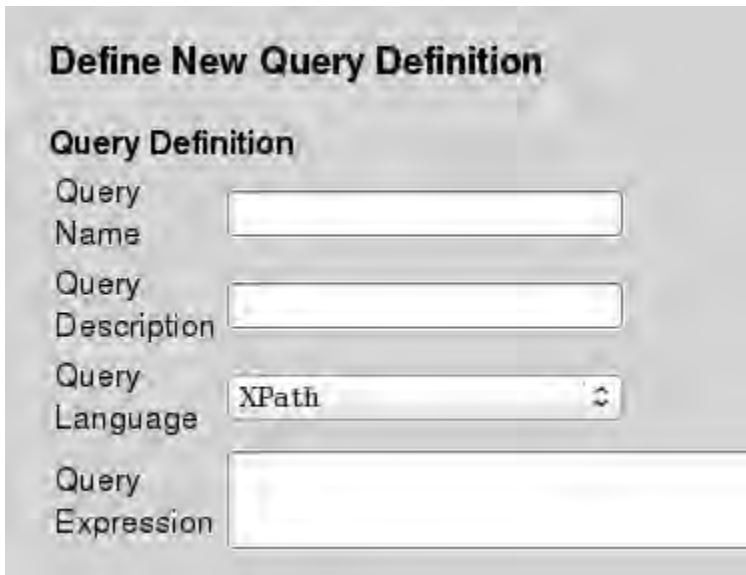 Define New Query Definition
Query Definition
Query
Name
Query
Description
Query
Language
XPath
Query
Expression